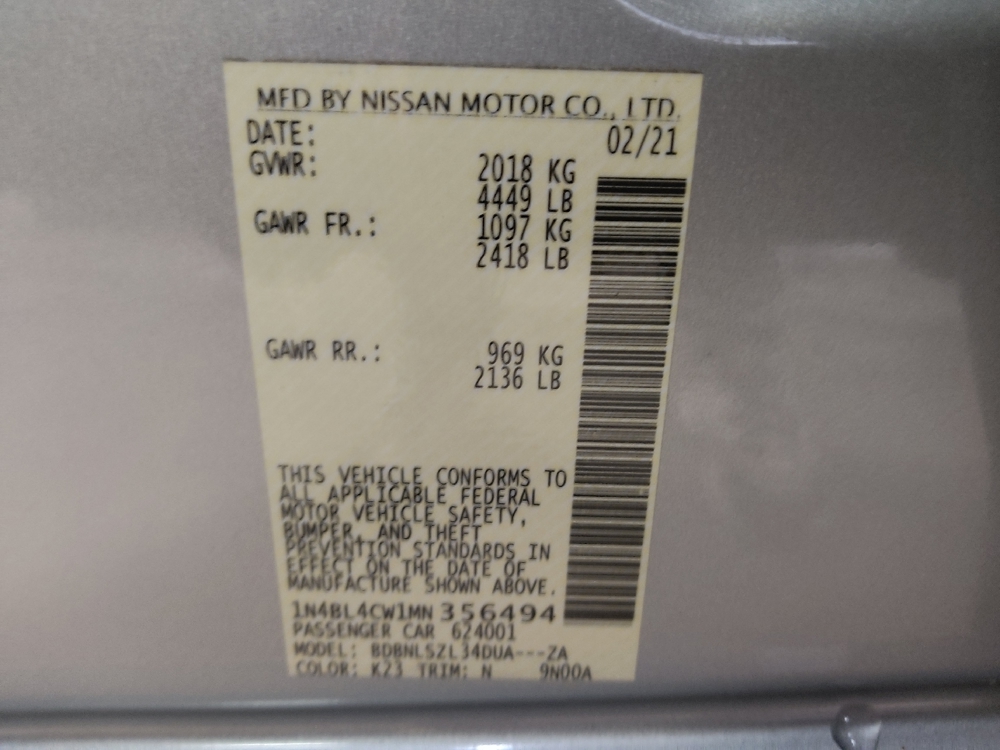 MFD BY NISSAN MOTOR CO., LTD.
DATE: 02/21
GVWR: 2018 KG
4449 LB
GAWR FR.: 1097 KG
2418 LB
GAWR RR.: 969 KG
2136 LB
THIS VEHICLE CONFORMS TO
ALL APPLICABLE FEDERAL
MOTOR VEHICLE SAFETY,
BUMPER, AND THEFT
PREVENTION STANDARDS IN
EFFECT ON THE DATE OF
MANUFACTURE SHOWN ABOVE.
1N4BL4CW1MN356494
PASSENGER CAR 624001
MODEL: BDBNLSZL34DUA---ZA
COLOR: K23 TRIM: N 9N00A